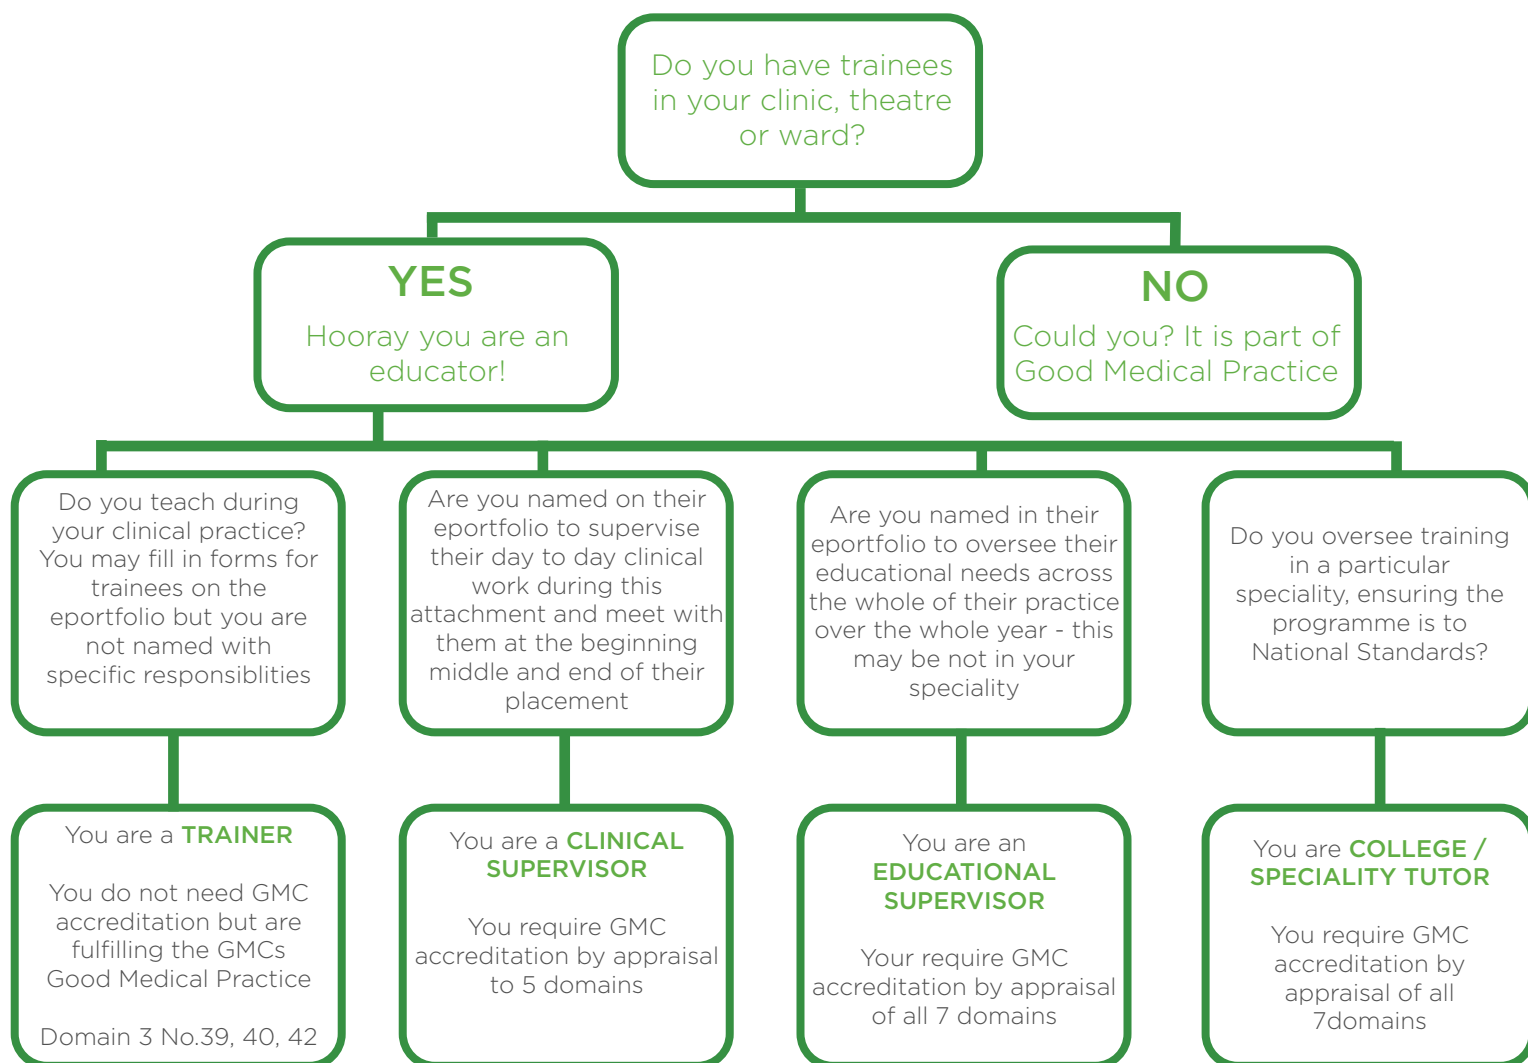 Do you have trainees
in your clinic, theatre
or ward?
YES
Hooray you are an
educator!
NO
Could you? It is part of
Good Medical Practice
Do you teach during
your clinical practice?
You may fill in forms for
trainees on the
eportfolio but you are
not named with
specific responsiblities
Are you named on their
eportfolio to supervise
their day to day clinical
work during this
attachment and meet with
them at the beginning
middle and end of their
placement
Are you named in their
eportfolio to oversee their
educational needs across
the whole of their practice
over the whole year - this
may be not in your
speciality
Do you oversee training
in a particular
speciality, ensuring the
programme is to
National Standards?
You are a TRAINER
You do not need GMC
accreditation but are
fulfilling the GMCs
Good Medical Practice
Domain 3 No.39, 40, 42
You are a CLINICAL
SUPERVISOR
You require GMC
accreditation by appraisal
to 5 domains
You are an
EDUCATIONAL
SUPERVISOR
Your require GMC
accreditation by appraisal
of all 7 domains
You are COLLEGE /
SPECIALITY TUTOR
You require GMC
accreditation by
appraisal of all
7domains